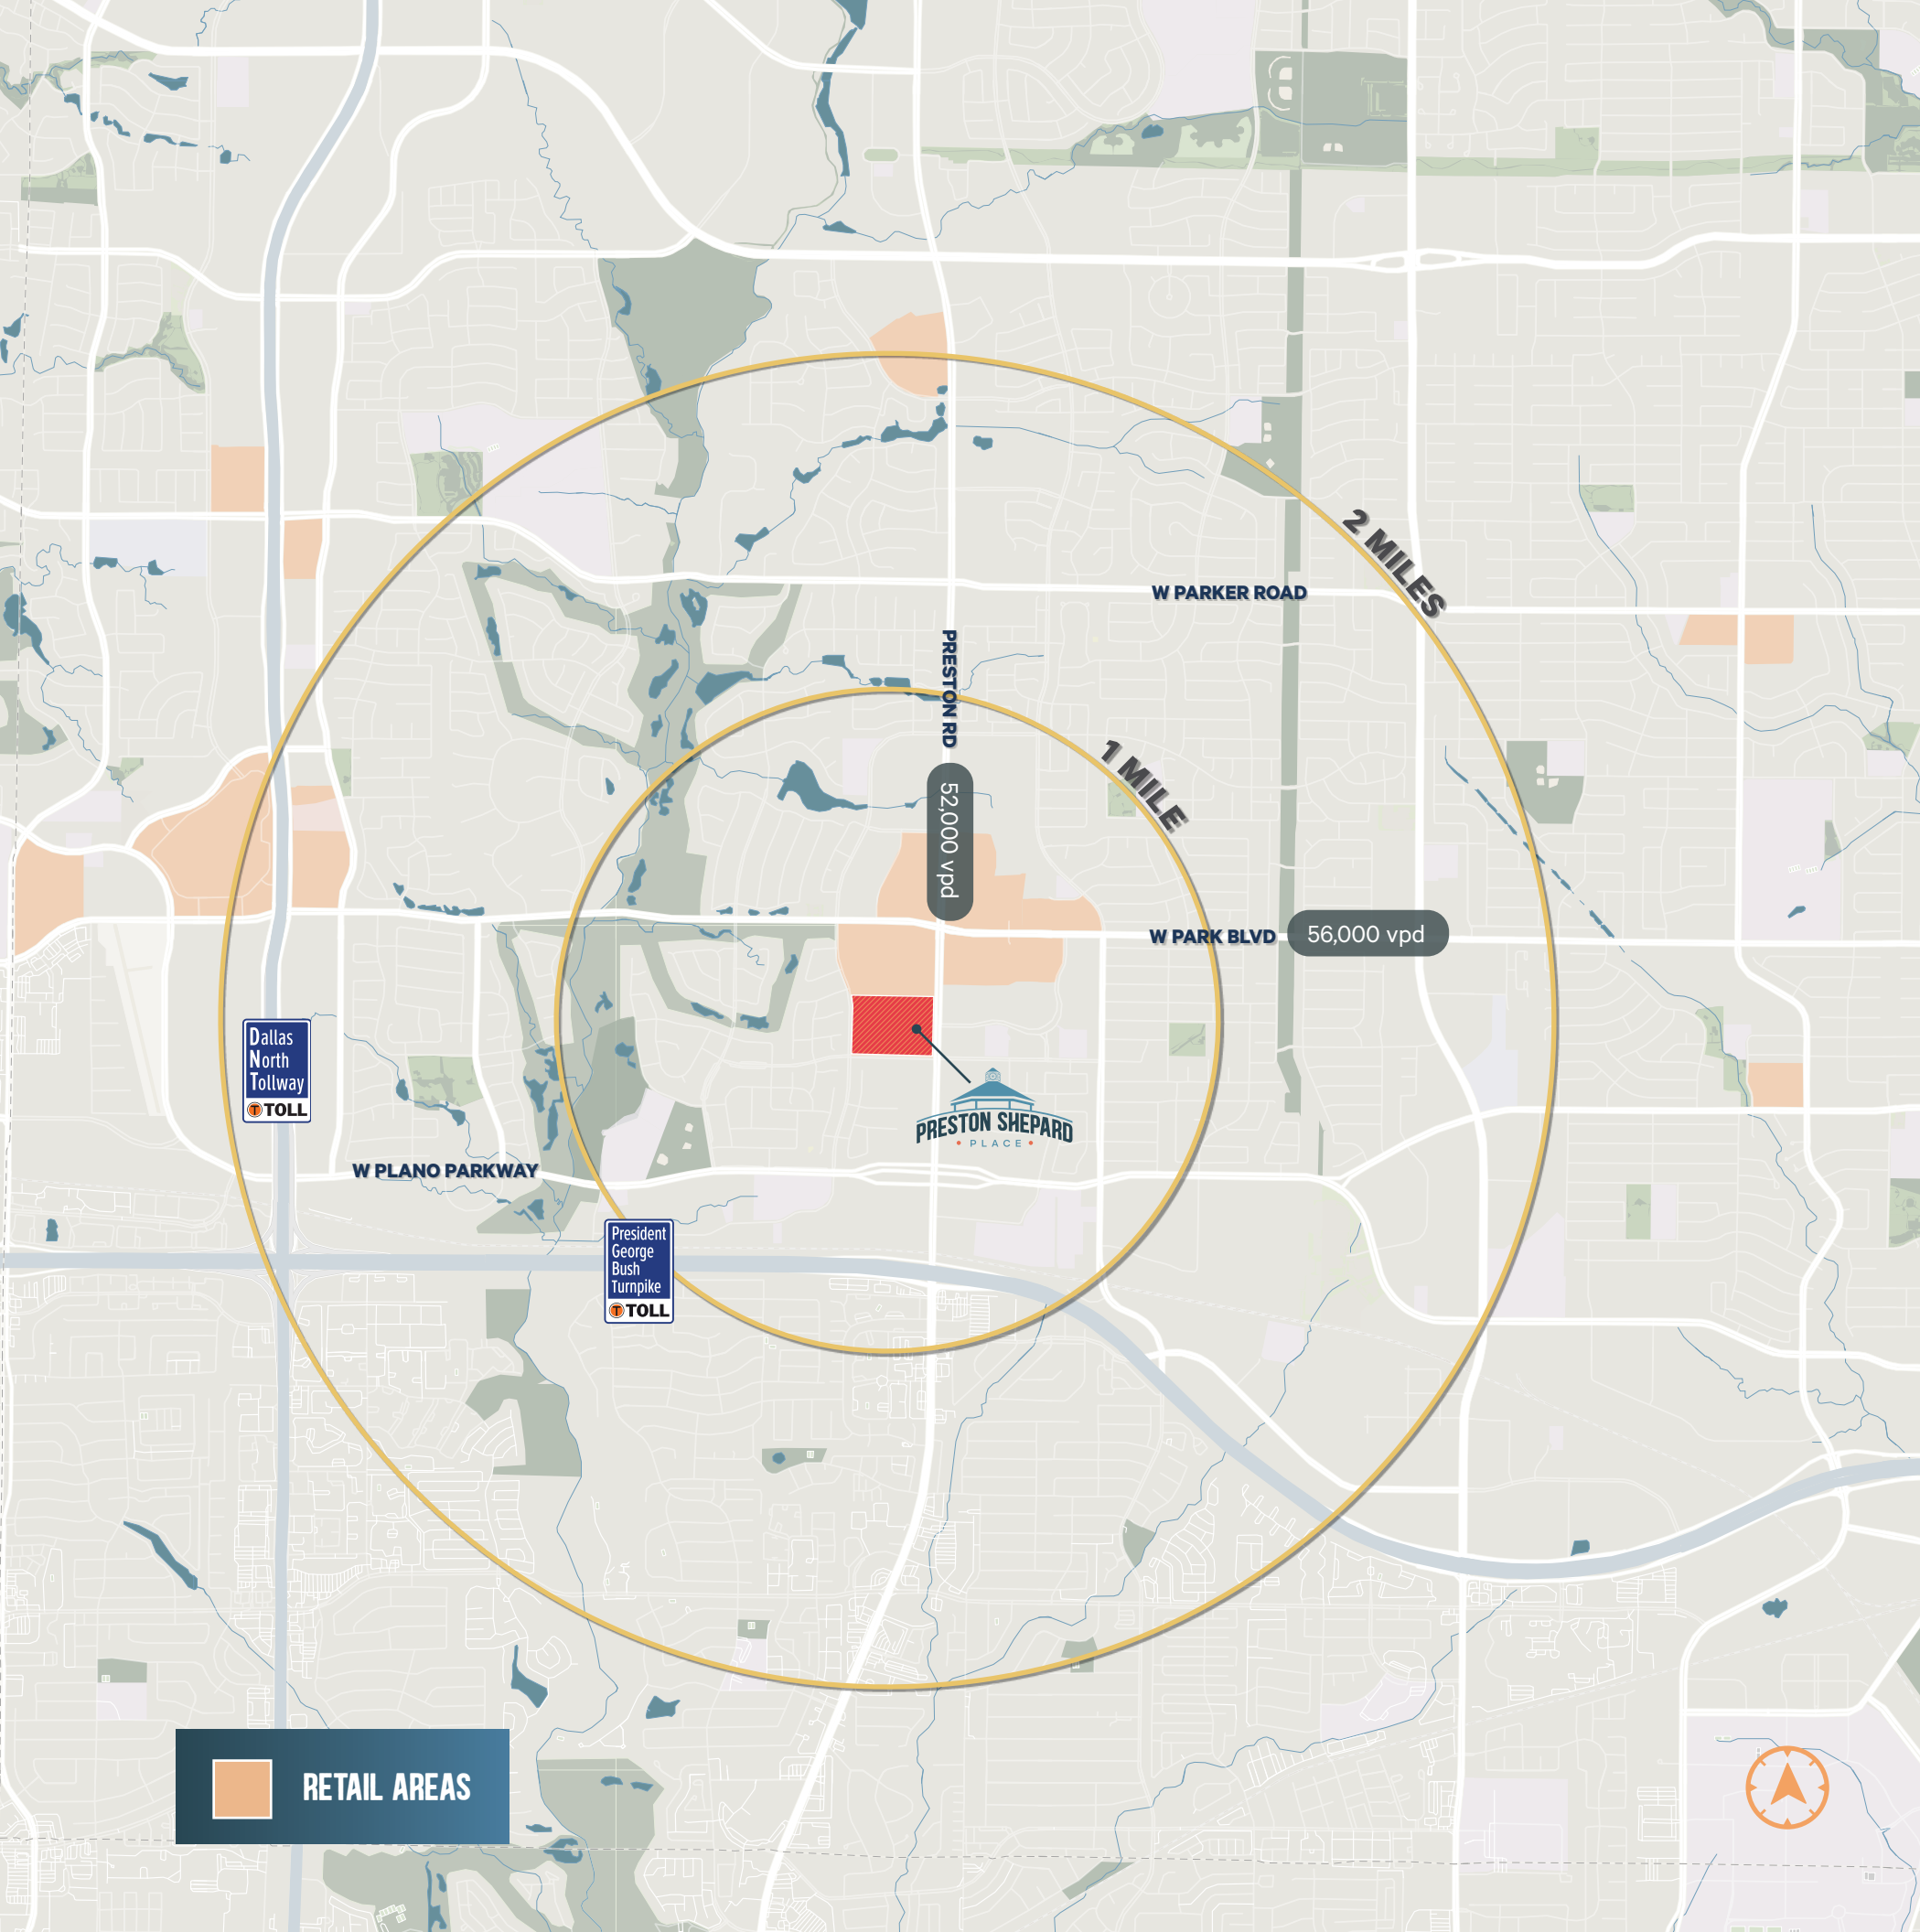 2 MILES
W PARKER ROAD
PRESTON RD
1 MILE
52,000 vpd
W PARK BLVD
56,000 vpd
Dallas
North
Tollway
TOLL
PRESTON SHEPARD
• PLACE •
W PLANO PARKWAY
President
George
Bush
Turnpike
TOLL
RETAIL AREAS